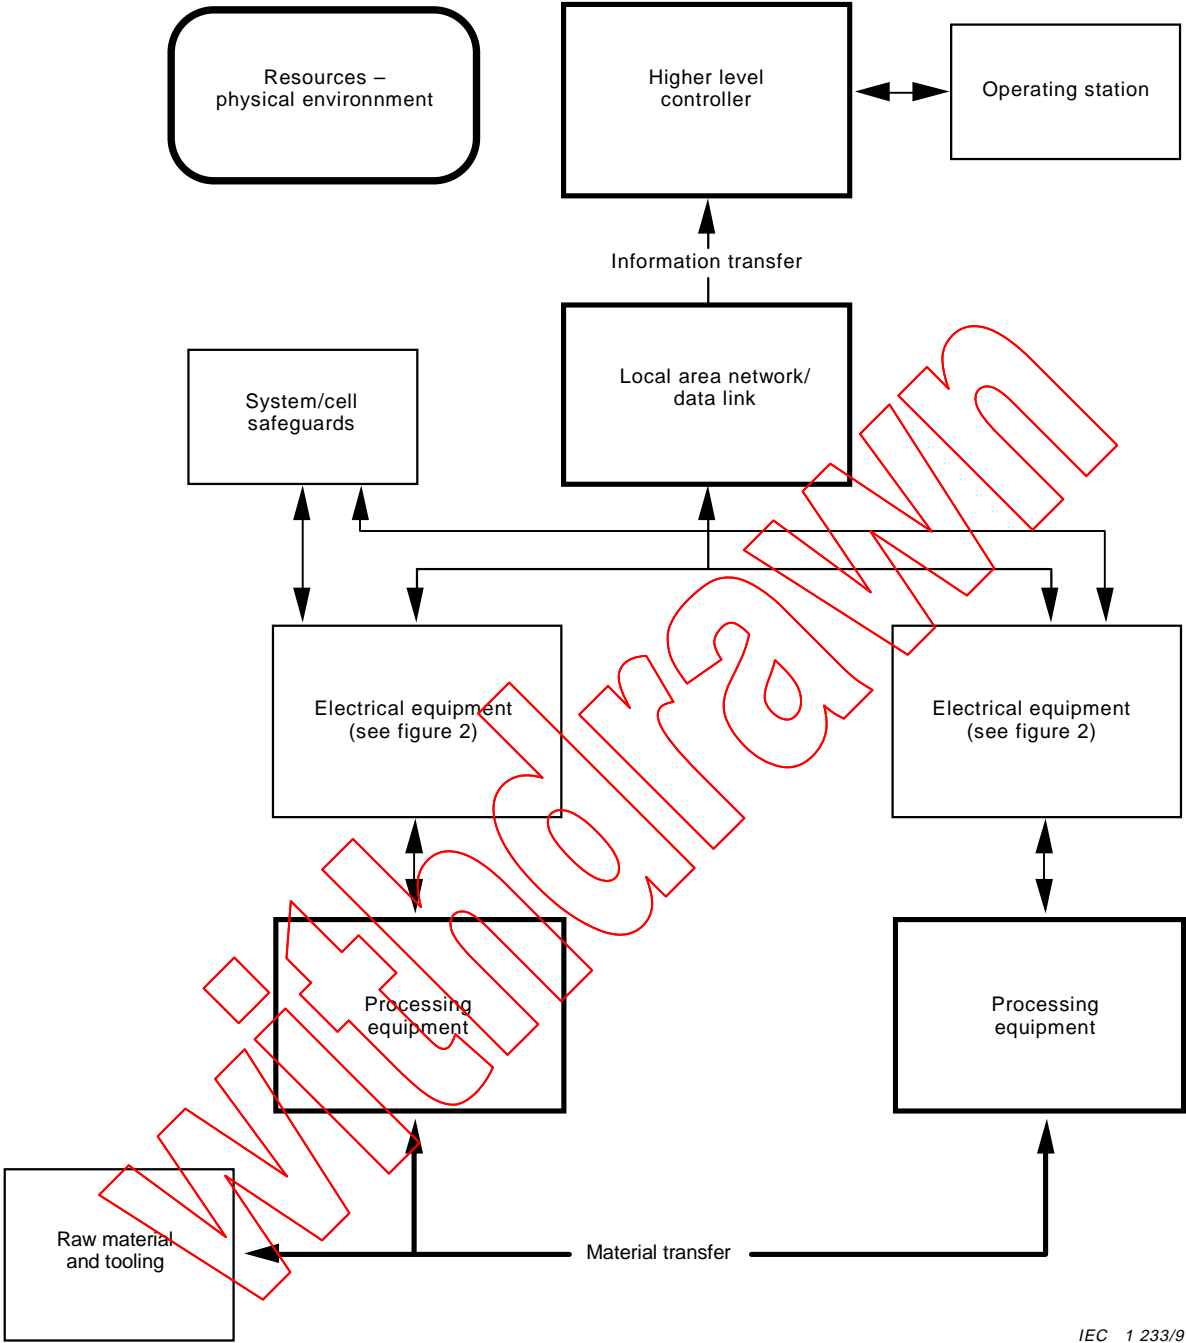 Resources –
physical environnment
Higher level
controller
Operating station
Information transfer
Local area network/
data link
System/cell
safeguards
Electrical equipment
(see figure 2)
Electrical equipment
(see figure 2)
Processing
equipment
Processing
equipment
Raw material
and tooling
Material transfer
IEC 1 233/9
Withdrawn